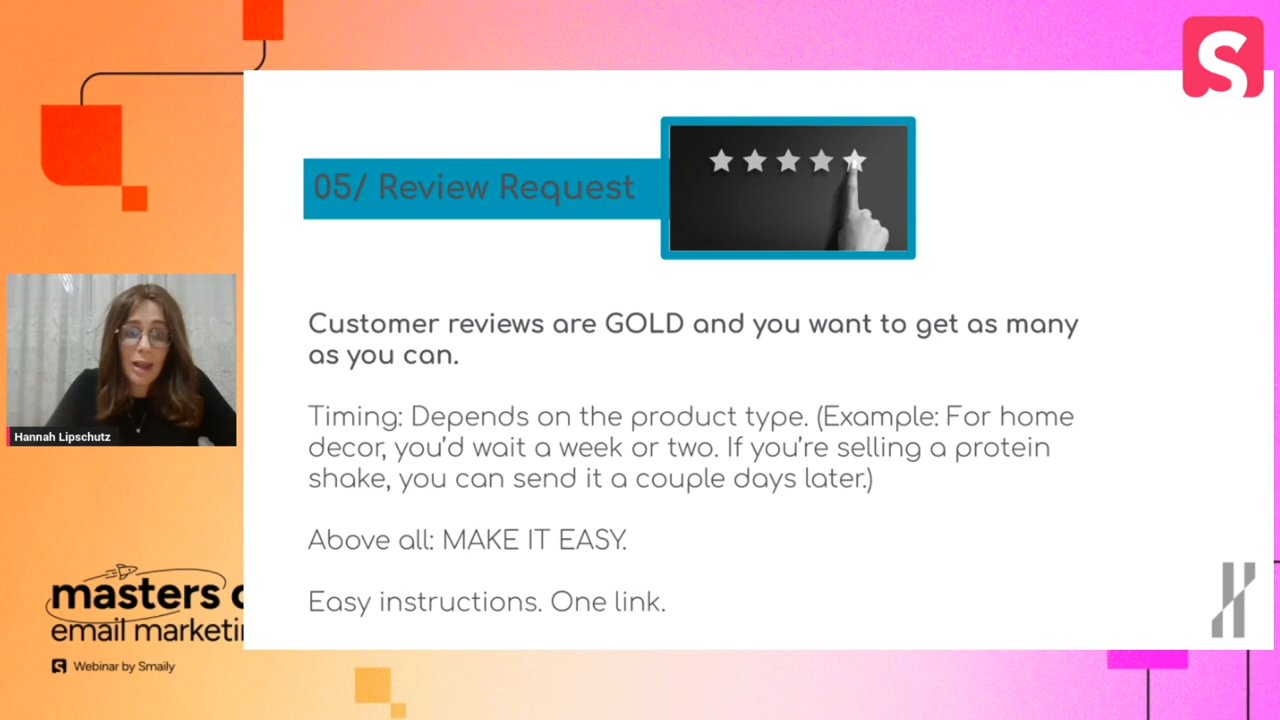 05/ Review Request
Customer reviews are GOLD and you want to get as many
as you can.
Timing: Depends on the product type. (Example: For home
decor, you'd wait a week or two. If you're selling a protein
shake, you can send it a couple days later.)
Above all: MAKE IT EASY.
Easy instructions. One link.
Hannah Lipschutz
masters
email
Webinar by Smaily